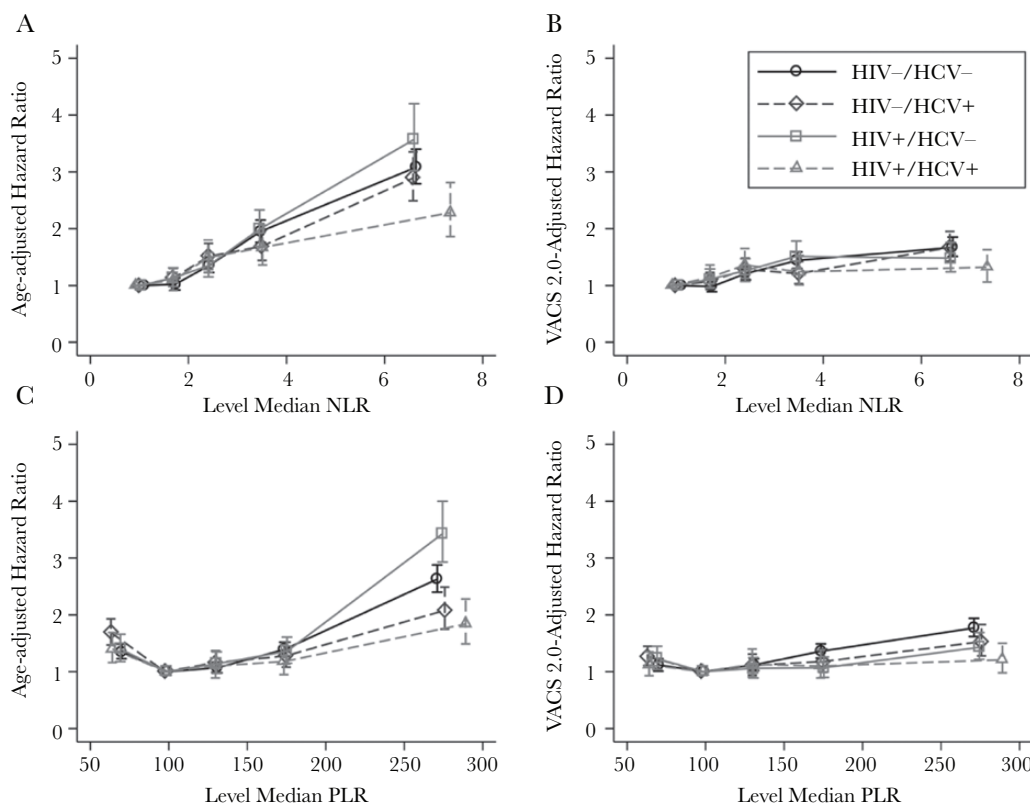 A
Age-adjusted Hazard Ratio
5
4
3
2
1
0
0 2 4 6 8
Level Median NLR
B
VACS 2.0-Adjusted Hazard Ratio
5
4
3
2
1
0
0 2 4 6 8
Level Median NLR
HIV–/HCV–
HIV–/HCV+
HIV+/HCV–
HIV+/HCV+
C
Age-adjusted Hazard Ratio
5
4
3
2
1
0
50 100 150 200 250 300
Level Median PLR
D
VACS 2.0-Adjusted Hazard Ratio
5
4
3
2
1
0
50 100 150 200 250 300
Level Median PLR